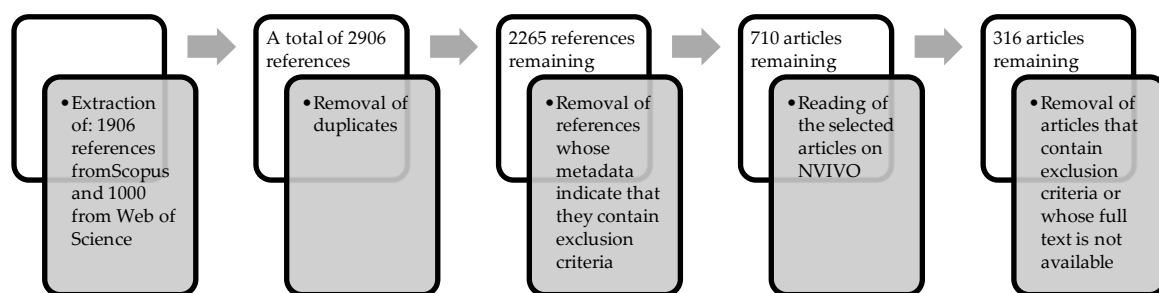 •Extraction
of: 1906
references
fromScopus
and 1000
from Web of
Science
A total of 2906
references
•Removal of
duplicates
2265 references
remaining
•Removal of
references
whose
metadata
indicate that
they contain
exclusion
criteria
710 articles
remaining
•Reading of
the selected
articles on
NVIVO
316 articles
remaining
•Removal of
articles that
contain
exclusion
criteria or
whose full
text is not
available